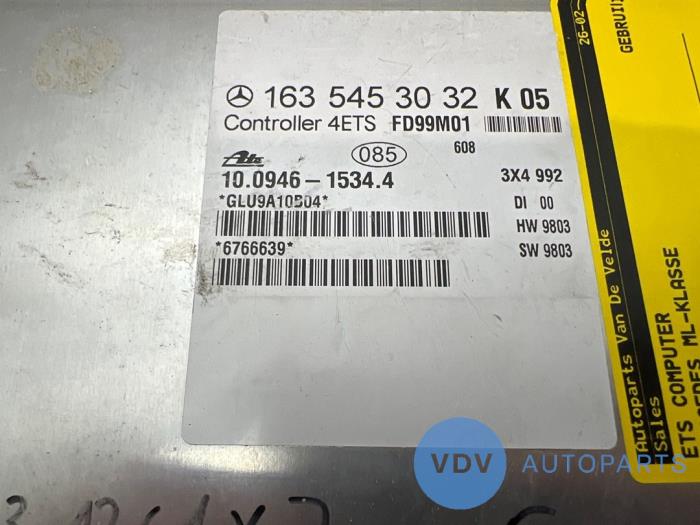 163 545 30 32 K 05
Controller 4ETS FD99M01
608
Ate 085
10.0946-1534.4 3X4 992
*GLU9A10B04* DI 00
HW 9803
*6766639* SW 9803
26-02-
Autoparts Van De Velde
Sales
ETS COMPUTER
ML-KLASSE
VDV AUTOPARTS